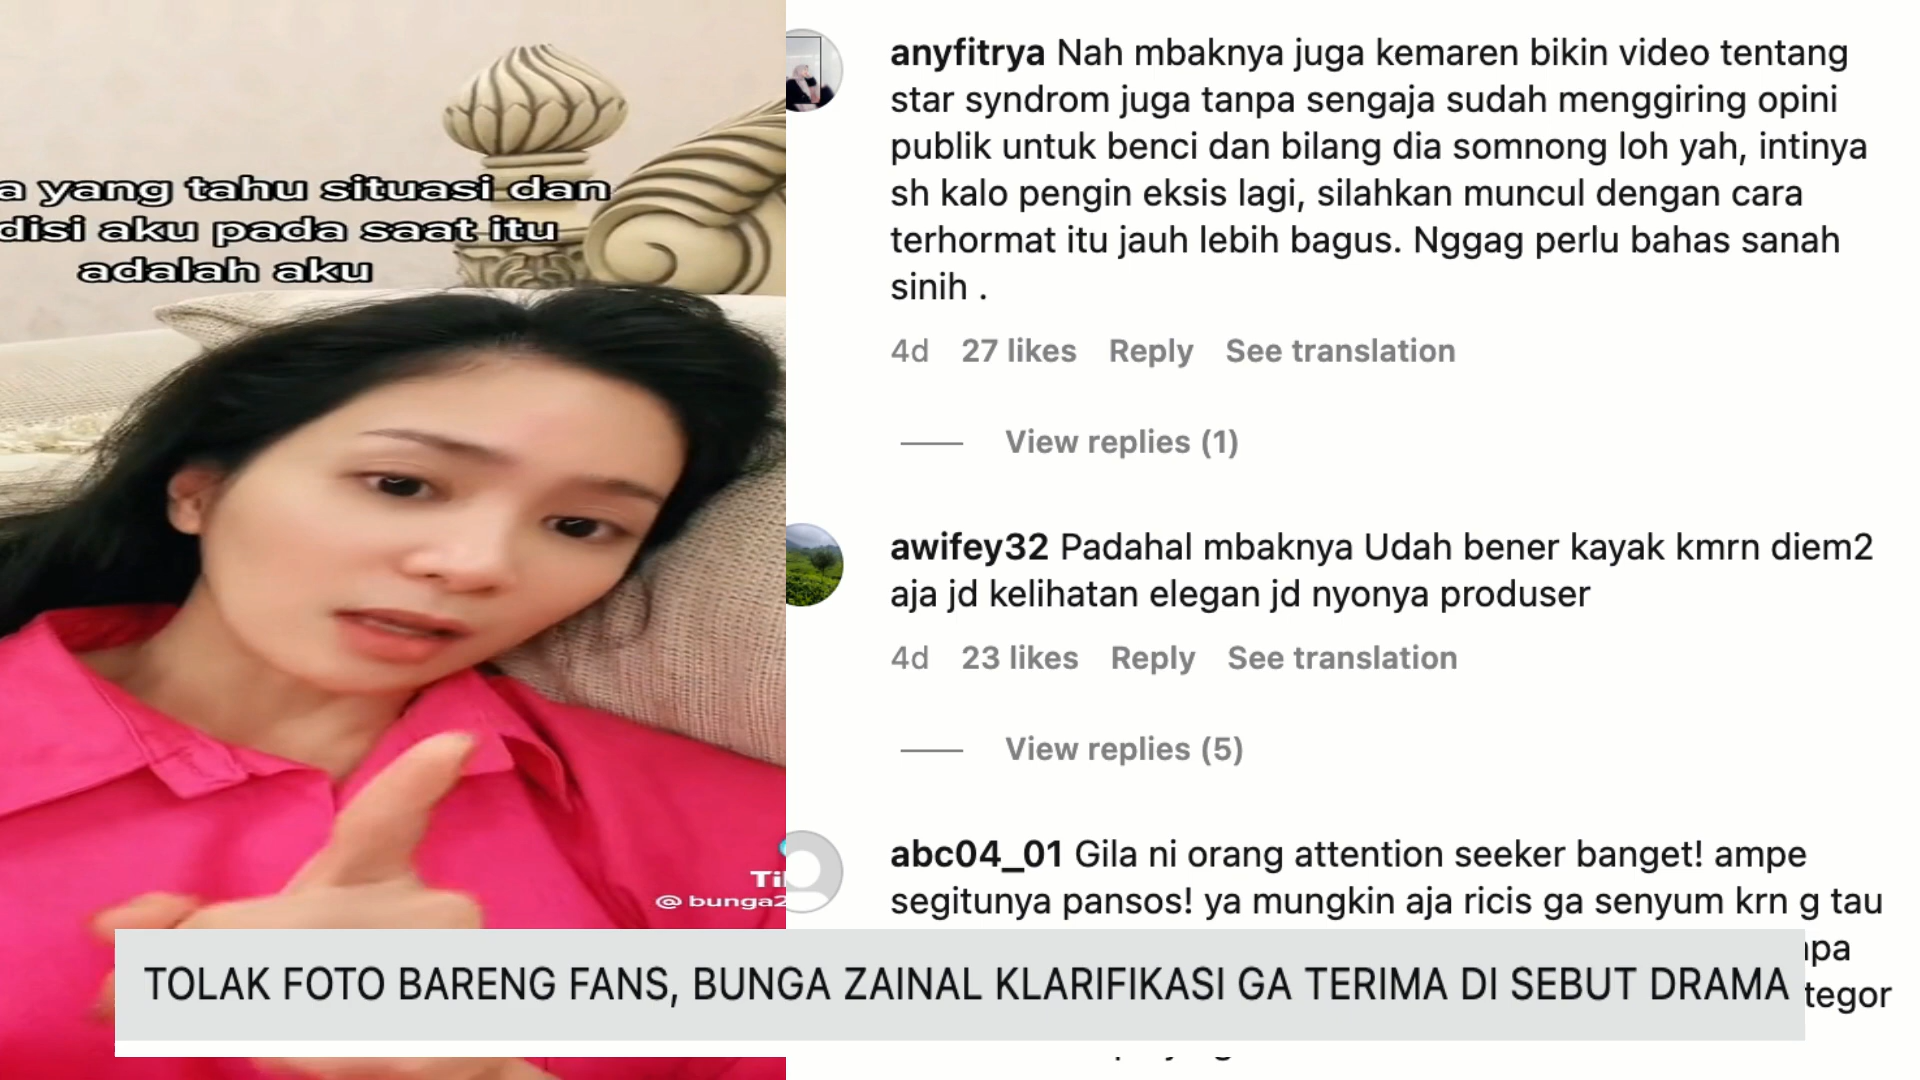 a yang tahu situasi dan
disi aku pada saat itu
adalah aku
@bunga2
anyfitrya Nah mbaknya juga kemaren bikin video tentang
star syndrom juga tanpa sengaja sudah menggiring opini
publik untuk benci dan bilang dia somnong loh yah, intinya
sh kalo pengin eksis lagi, silahkan muncul dengan cara
terhormat itu jauh lebih bagus. Nggag perlu bahas sanah
sinih .
4d 27 likes Reply See translation
View replies (1)
awifey32 Padahal mbaknya Udah bener kayak kmrn diem2
aja jd kelihatan elegan jd nyonya produser
4d 23 likes Reply See translation
View replies (5)
abc04_01 Gila ni orang attention seeker banget! ampe
segitunya pansos! ya mungkin aja ricis ga senyum krn g tau
TOLAK FOTO BARENG FANS, BUNGA ZAINAL KLARIFIKASI GA TERIMA DI SEBUT DRAMA